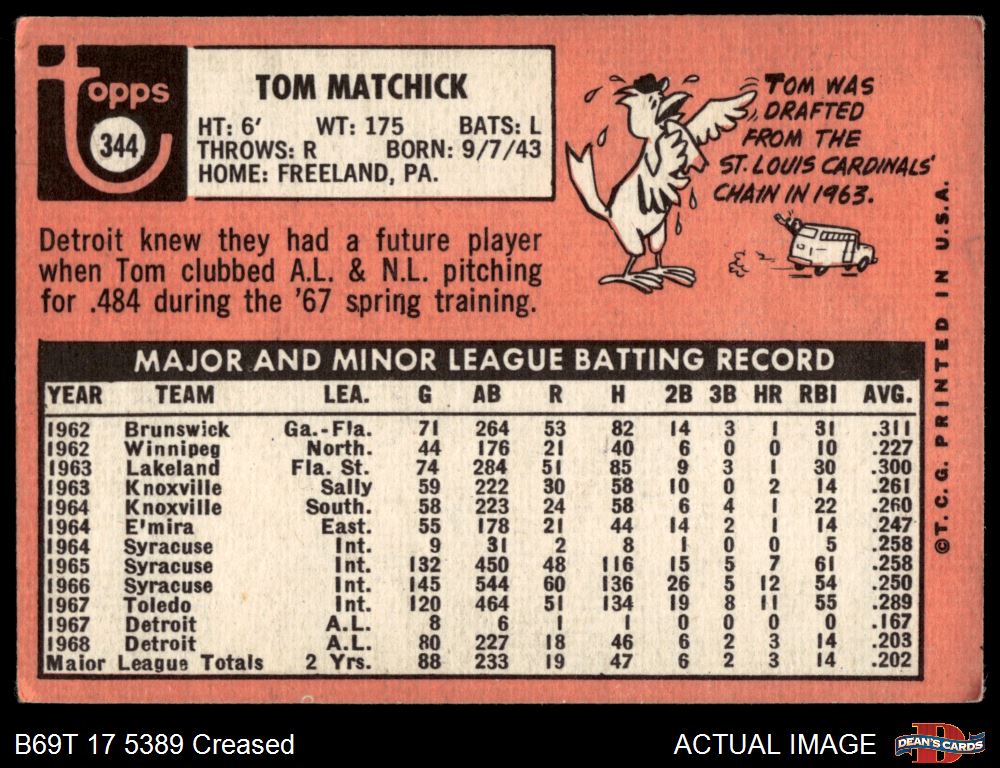 Topps
344
TOM MATCHICK
HT: 6' WT: 175 BATS: L
THROWS: R BORN: 9/7/43
HOME: FREELAND, PA.
TOM WAS
DRAFTED
FROM THE
ST. LOUIS CARDINALS'
CHAIN IN 1963.
Detroit knew they had a future player
when Tom clubbed A.L. & N.L. pitching
for .484 during the '67 spring training.
MAJOR AND MINOR LEAGUE BATTING RECORD
YEAR TEAM LEA. G AB R H 2B 3B HR RBI AVG.
1962 Brunswick Ga.-Fla. 71 264 53 82 14 3 1 31 .311
1962 Winnipeg North. 44 176 21 40 6 0 0 10 .227
1963 Lakeland Fla. St. 74 284 51 85 9 3 1 30 .300
1963 Knoxville Sally 59 222 30 58 10 0 2 14 .261
1964 Knoxville South. 58 223 24 58 6 4 1 22 .260
1964 E'mira East. 55 178 21 44 14 2 1 14 .247
1964 Syracuse Int. 9 31 2 8 1 0 0 5 .258
1965 Syracuse Int. 132 450 48 116 15 5 7 61 .258
1966 Syracuse Int. 145 544 60 136 26 5 12 54 .250
1967 Toledo Int. 120 464 51 134 19 8 11 55 .289
1967 Detroit A.L. 8 6 1 1 0 0 0 0 .167
1968 Detroit A.L. 80 227 18 46 6 2 3 14 .203
Major League Totals 2 Yrs. 88 233 19 47 6 2 3 14 .202
©T.C.G. PRINTED IN U.S.A.
B69T 17 5389 Creased
ACTUAL IMAGE
D
DEAN'S CARDS